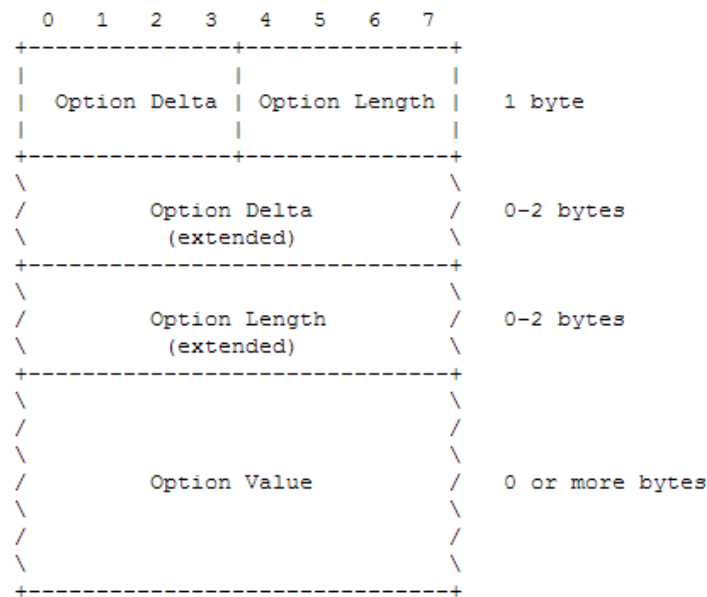 0 1 2 3 4 5 6 7
Option Delta | Option Length | 1 byte
Option Delta 0-2 bytes
(extended)
Option Length 0-2 bytes
(extended)
Option Value 0 or more bytes